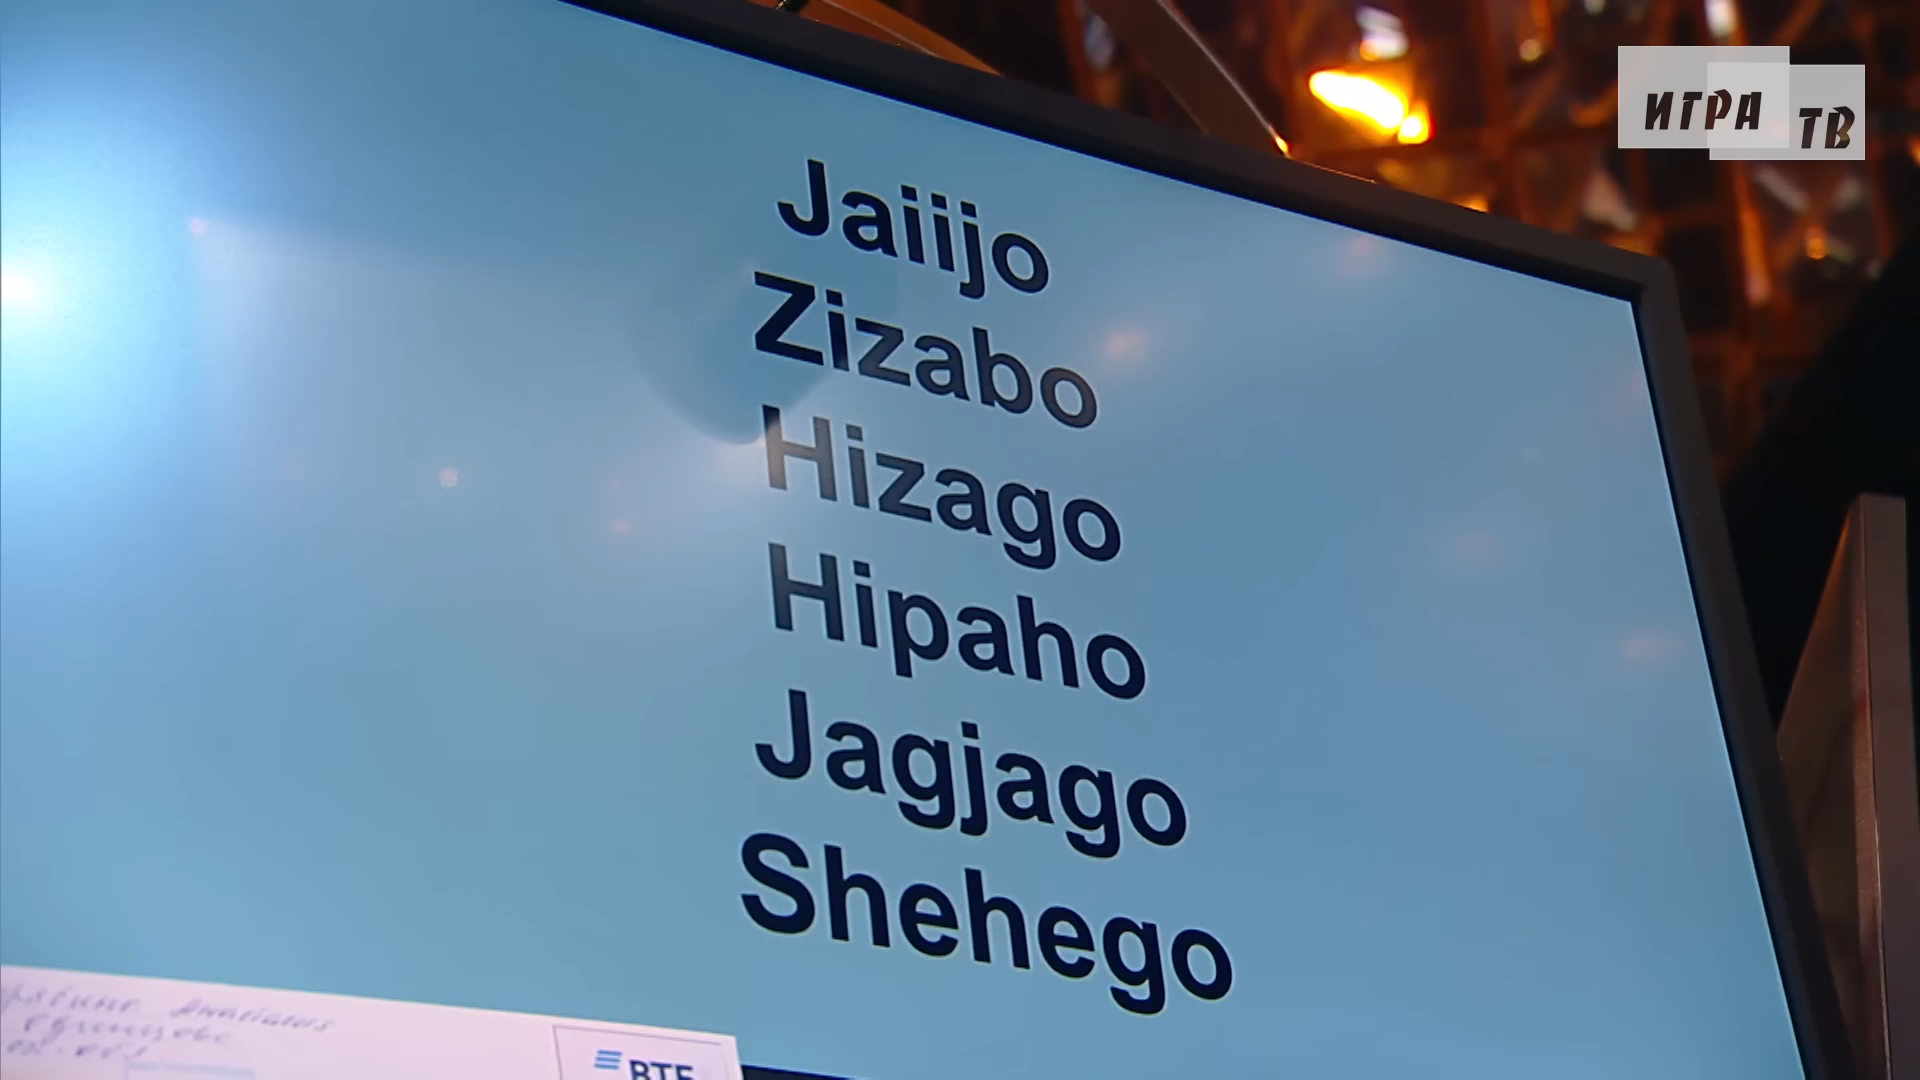 ИГРА ТВ
Jaiijo
Zizabo
Hizago
Hipaho
Jagjago
Shehego